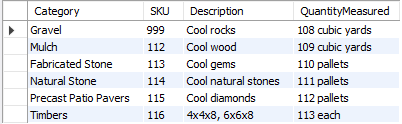 Category SKU Description QuantityMeasured
Gravel 999 Cool rocks 108 cubic yards
Mulch 112 Cool wood 109 cubic yards
Fabricated Stone 113 Cool gems 110 pallets
Natural Stone 114 Cool natural stones 111 pallets
Precast Patio Pavers 115 Cool diamonds 112 pallets
Timbers 116 4x4x8, 6x6x8 113 each